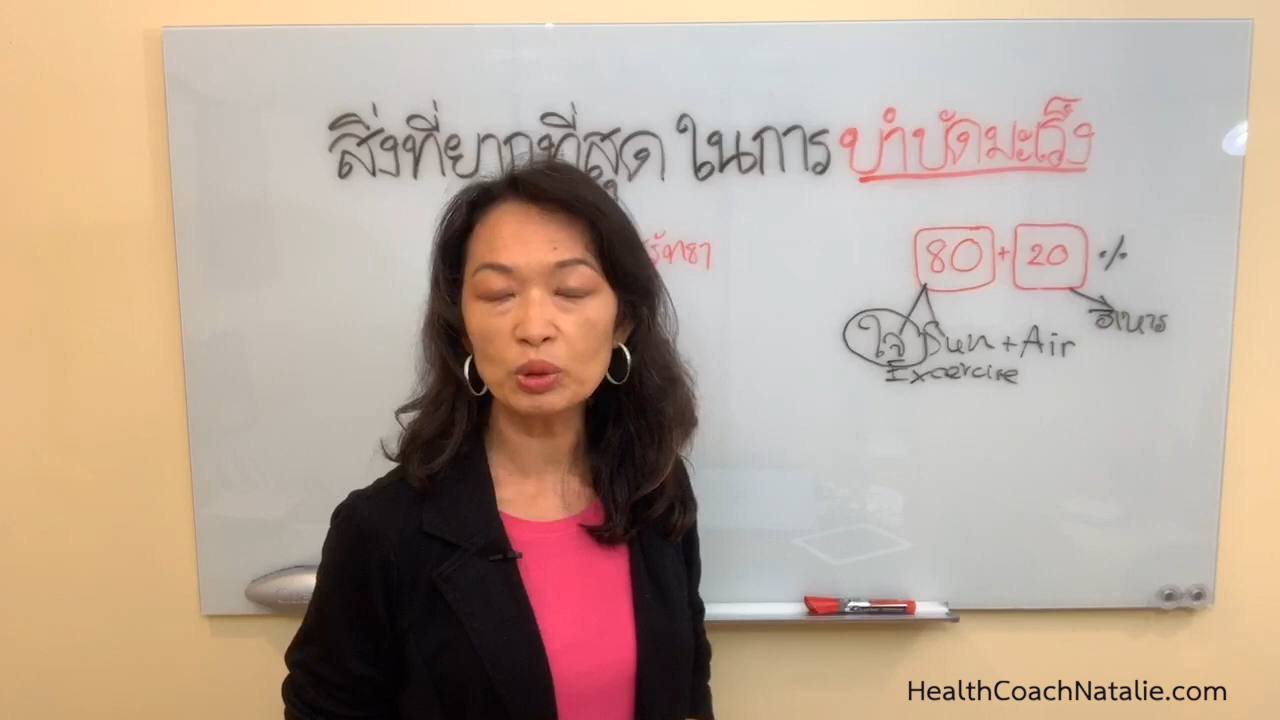 สิ่งที่ยากที่สุด ในการ บำบัดมะเร็ง
80 + 20 %
ใจ Sun + Air
อาหาร
Excercise
HealthCoachNatalie.com